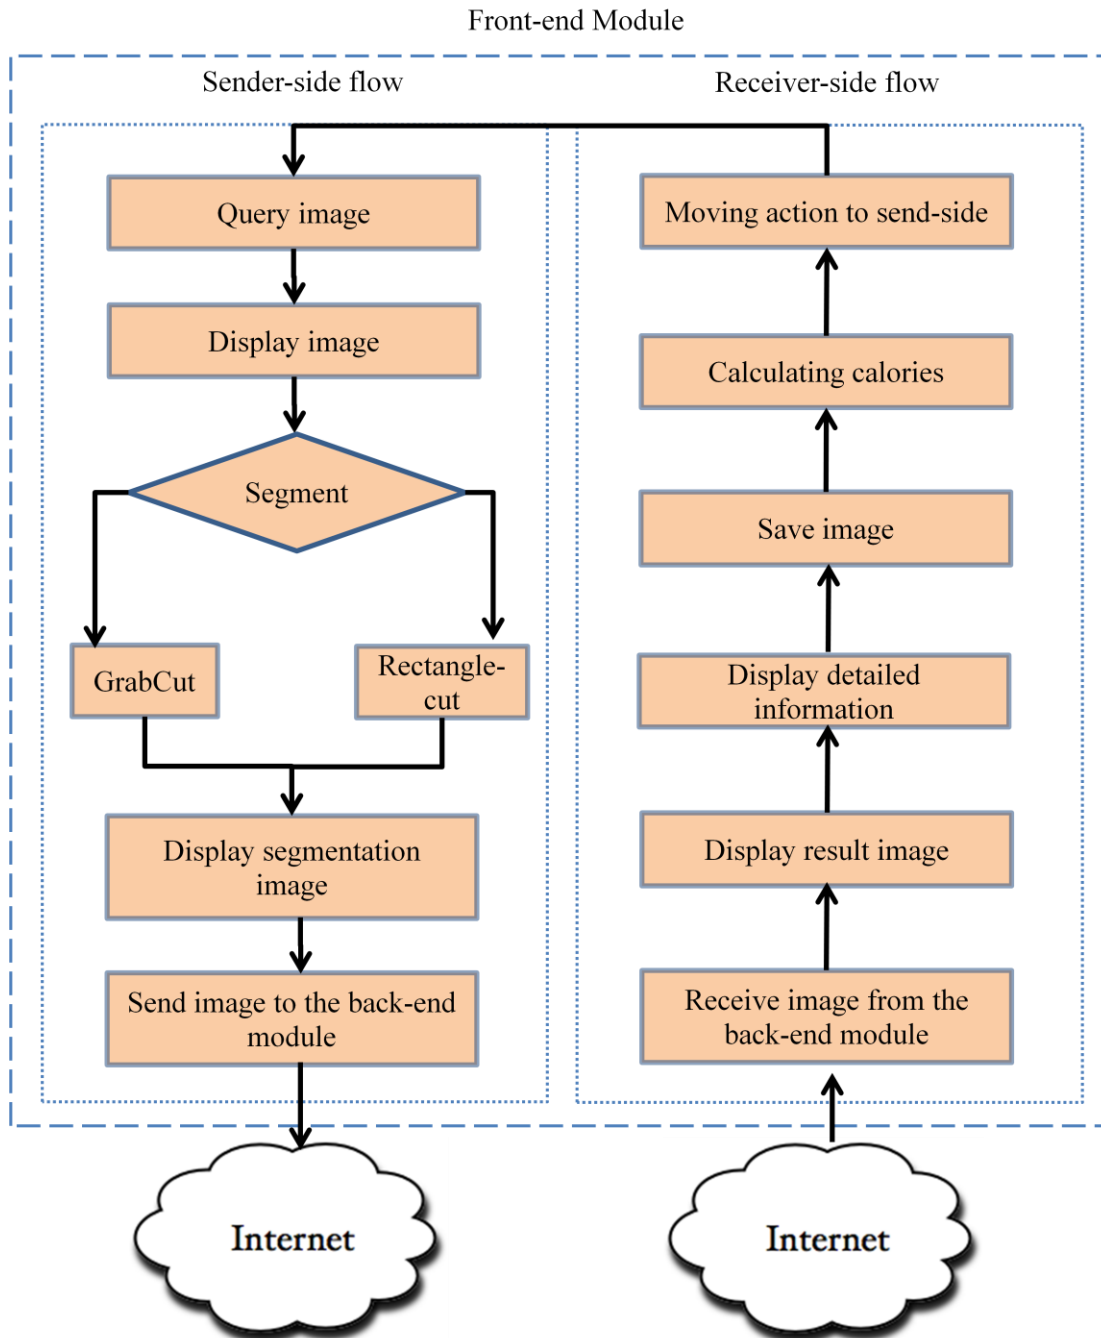 Front-end Module
Sender-side flow
Query image
Display image
Segment
GrabCut
Rectangle-
cut
Display segmentation
image
Send image to the back-end
module
Internet
Receiver-side flow
Moving action to send-side
Calculating calories
Save image
Display detailed
information
Display result image
Receive image from the
back-end module
Internet